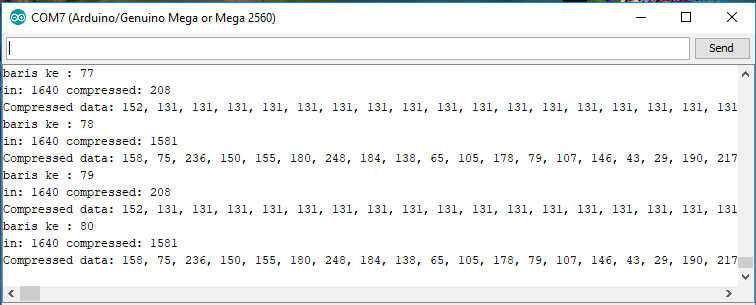 COM7 (Arduino/Genuino Mega or Mega 2560)
Send
baris ke : 77
in: 1640 compressed: 208
Compressed data: 152, 131, 131, 131, 131, 131, 131, 131, 131, 131, 131, 131, 131, 131, 131, 131, 131, 131
baris ke : 78
in: 1640 compressed: 1581
Compressed data: 158, 75, 236, 150, 155, 180, 248, 184, 138, 65, 105, 178, 79, 107, 146, 43, 29, 190, 217
baris ke : 79
in: 1640 compressed: 208
Compressed data: 152, 131, 131, 131, 131, 131, 131, 131, 131, 131, 131, 131, 131, 131, 131, 131, 131, 131
baris ke : 80
in: 1640 compressed: 1581
Compressed data: 158, 75, 236, 150, 155, 180, 248, 184, 138, 65, 105, 178, 79, 107, 146, 43, 29, 190, 217